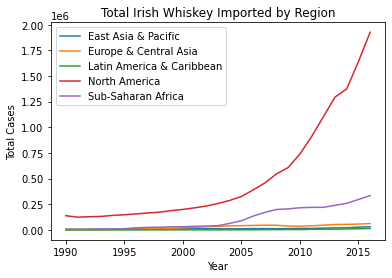 Total Irish Whiskey Imported by Region
1e6
East Asia & Pacific
Europe & Central Asia
Latin America & Caribbean
North America
Sub-Saharan Africa
2.00
1.75
1.50
1.25
1.00
0.75
0.50
0.25
0.00
Total Cases
1990 1995 2000 2005 2010 2015
Year